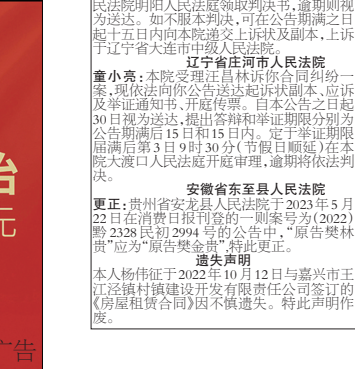 民法院明阳人民法庭领取判决书,逾期则视
为送达。如不服本判决,可在公告期满之日
起十五日内向本院递交上诉状及副本,上诉
于辽宁省大连市中级人民法院。
辽宁省庄河市人民法院
童小亮:本院受理汪昌林诉你合同纠纷一
案,现依法向你公告送达起诉状副本、应诉
及举证通知书、开庭传票。自本公告之日起
30日视为送达,提出答辩和举证期限分别为
公告期满后15日和15日内。定于举证期限
届满后第3日9时30分(节假日顺延)在本
院大渡口人民法庭开庭审理,逾期将依法判
决。
安徽省东至县人民法院
更正:贵州省安龙县人民法院于2023年5月
22日在消费日报刊登的一则案号为(2022)
黔2328民初2994号的公告中,“原告樊林
贵”应为“原告樊金贵”,特此更正。
遗失声明
本人杨伟征于2022年10月12日与嘉兴市王
江泾镇村镇建设开发有限责任公司签订的
《房屋租赁合同》因不慎遗失。特此声明作
废。
元
广告